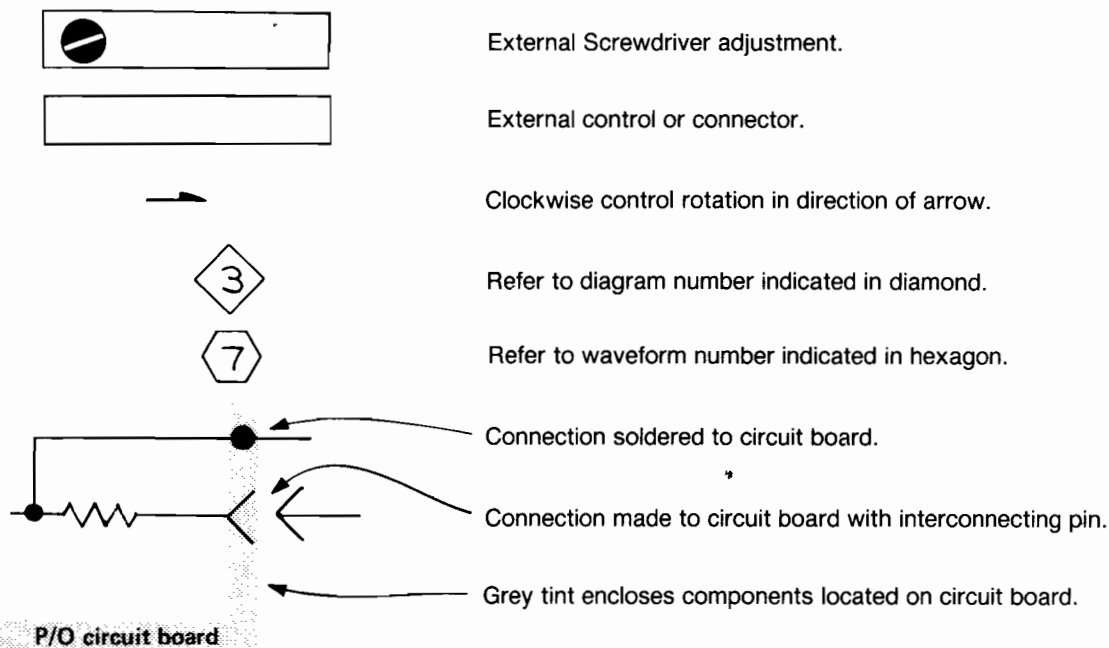 External Screwdriver adjustment.
External control or connector.
Clockwise control rotation in direction of arrow.
3
Refer to diagram number indicated in diamond.
7
Refer to waveform number indicated in hexagon.
Connection soldered to circuit board.
Connection made to circuit board with interconnecting pin.
Grey tint encloses components located on circuit board.
P/O circuit board